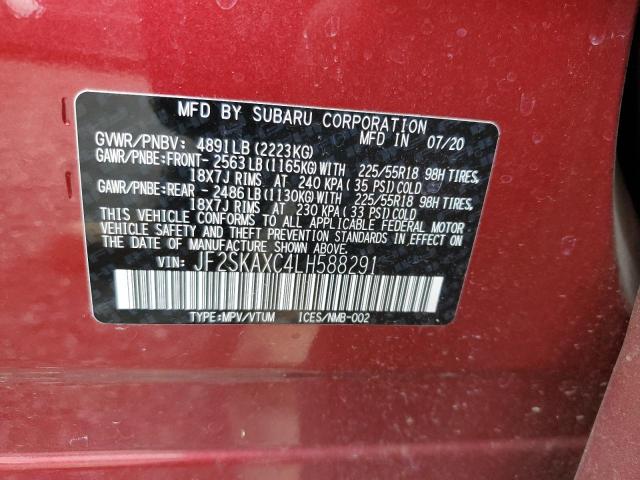 MFD BY SUBARU CORPORATION
GVWR/PNBV: 4891LB (2223KG) MFD IN 07/20
GAWR/PNBE:FRONT- 2563LB(1165KG)WITH 225/55R18 98H TIRES,
18X7J RIMS AT 240 KPA(35 PSI)COLD
GAWR/PNBE:REAR - 2486LB(1130KG)WITH 225/55R18 98H TIRES,
18X7J RIMS AT 230 KPA(33 PSI)COLD
THIS VEHICLE CONFORMS TO ALL APPLICABLE FEDERAL MOTOR
VEHICLE SAFETY AND THEFT PREVENTION STANDARDS IN EFFECT
ON THE DATE OF MANUFACTURE SHOWN ABOVE.
VIN: JF2SKAXC4LH588291
TYPE:MPV/VTUM ICES/NMB-002